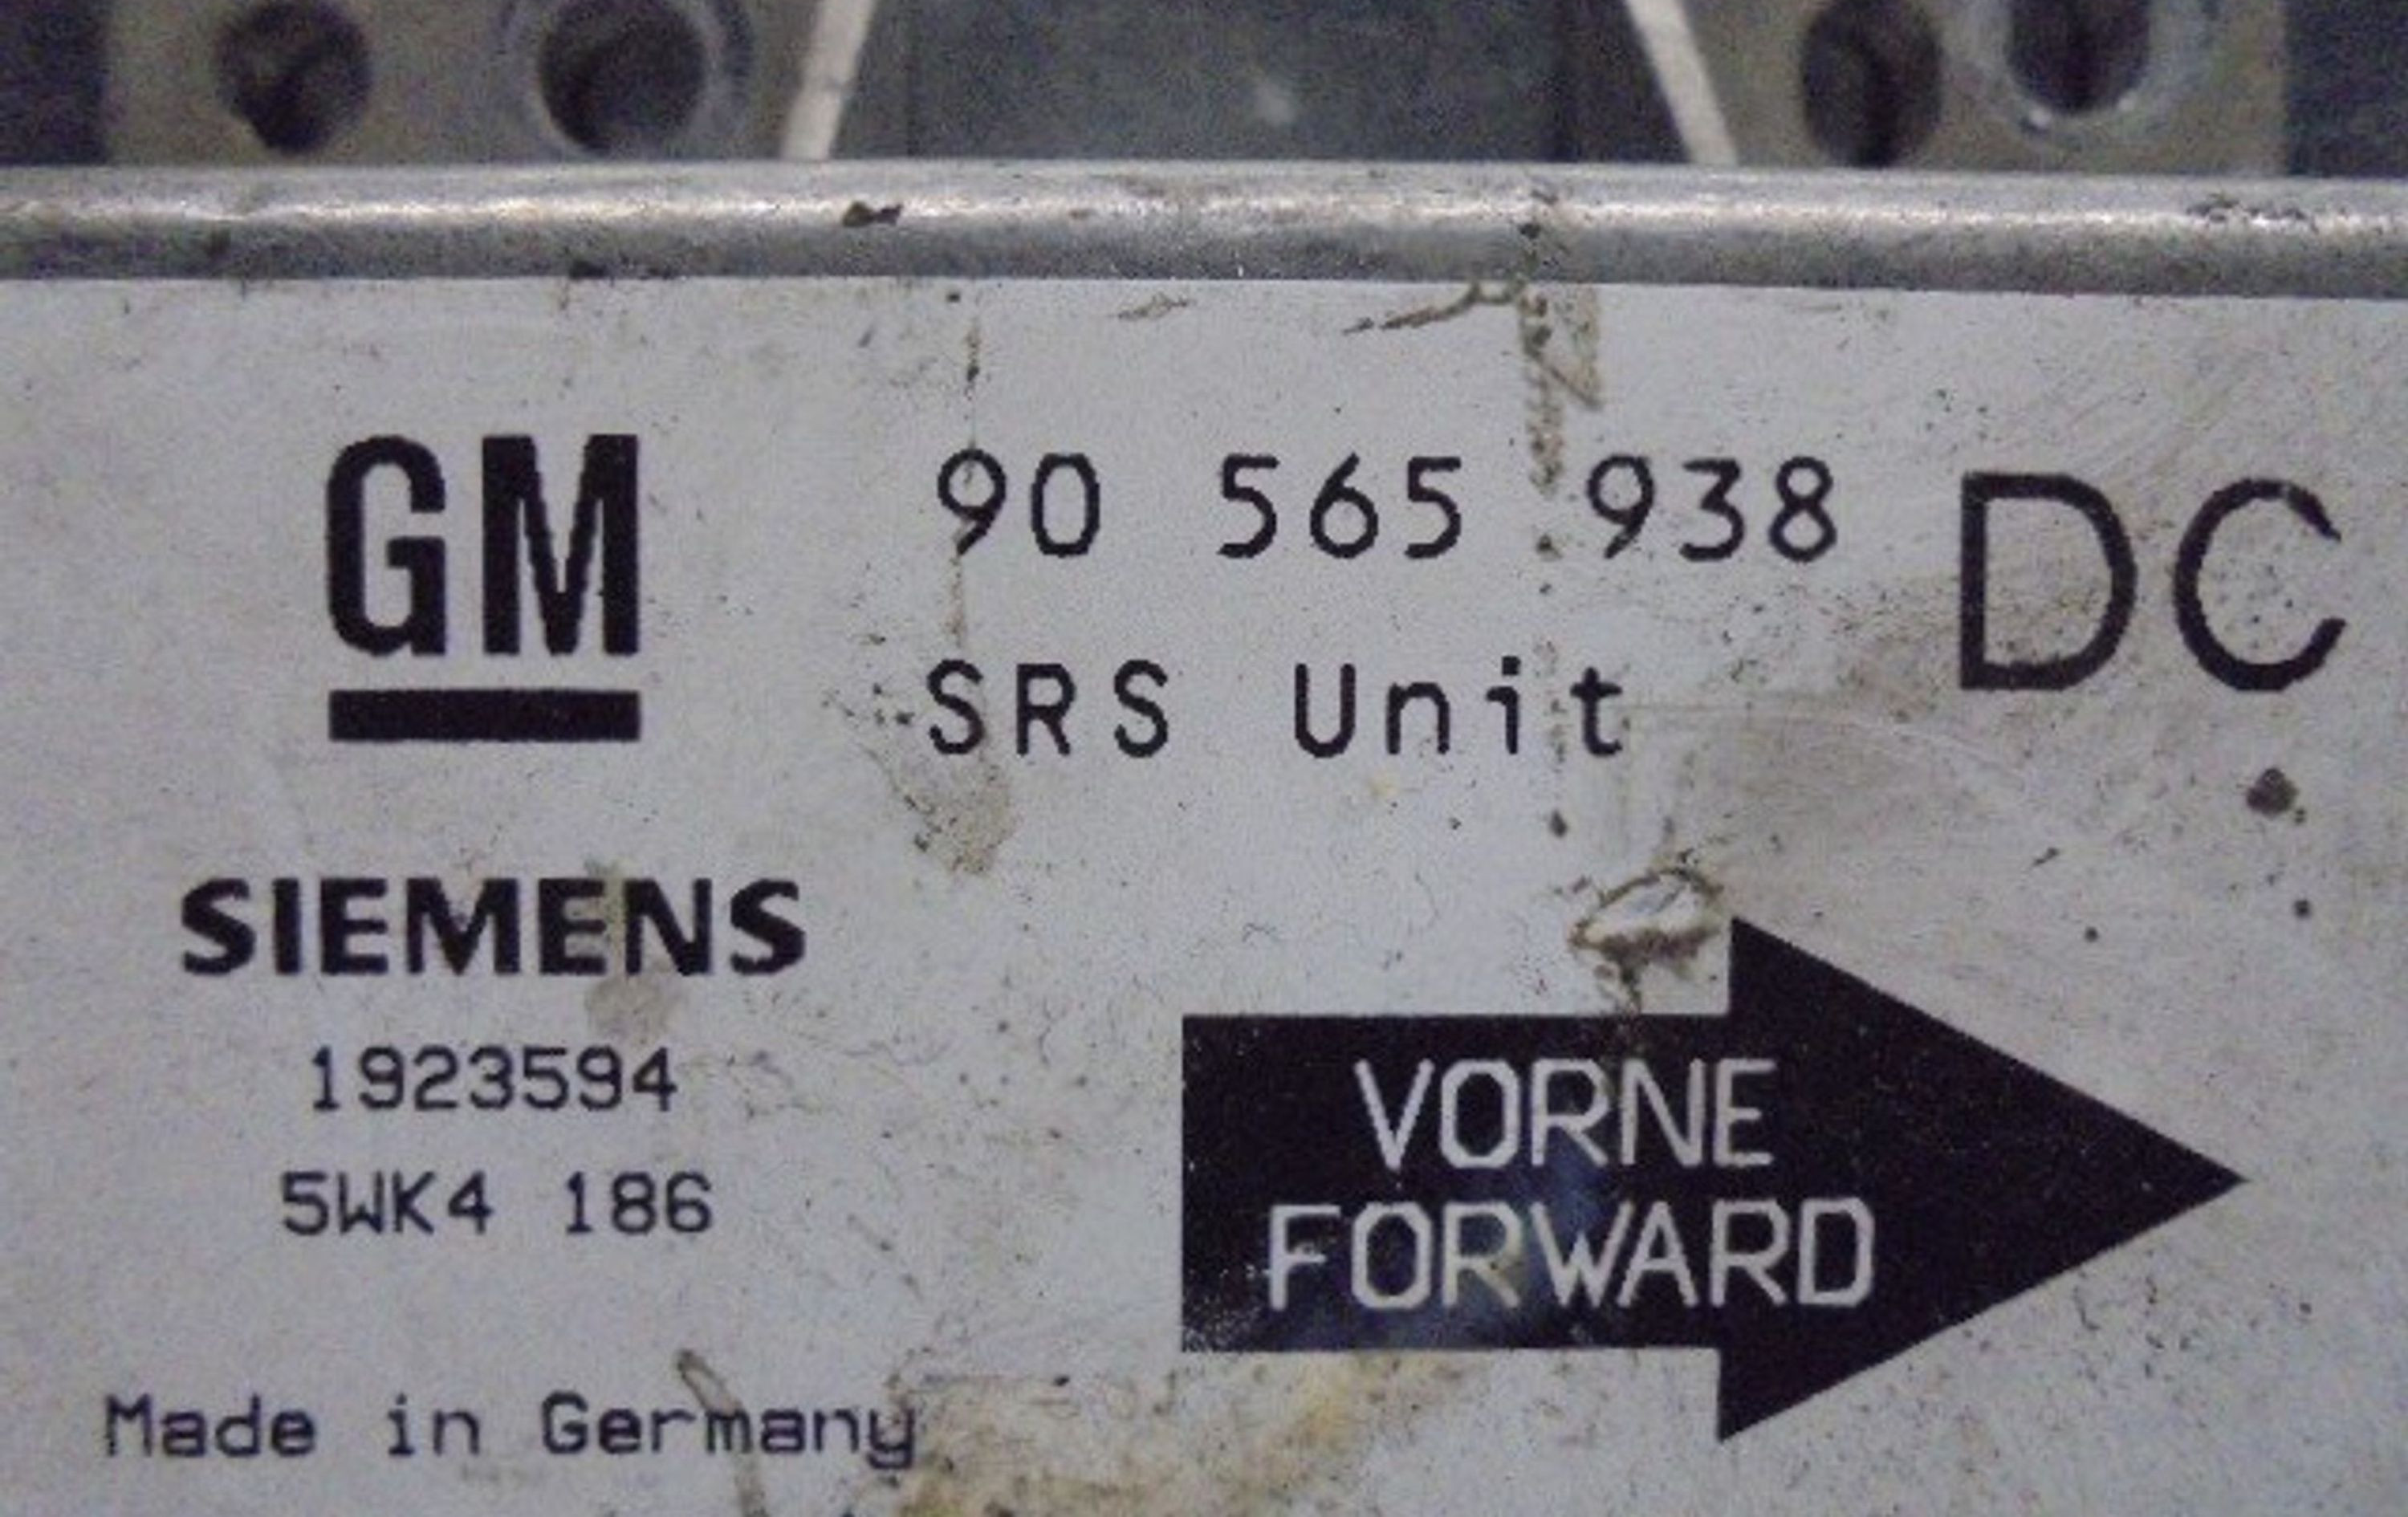 GM
90 565 938 DC
SRS Unit
SIEMENS
1923594
5WK4 186
VORNE
FORWARD
Made in Germany